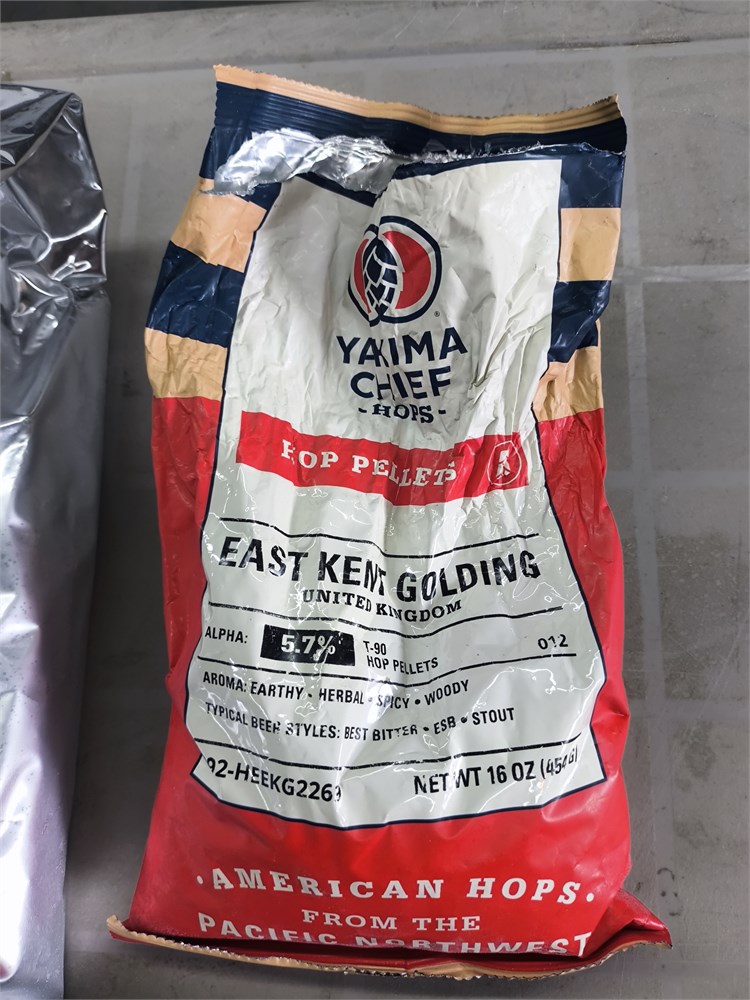 YAKIMA
CHIEF
- HOPS -
HOP PELLETS
EAST KENT GOLDING
UNITED KINGDOM
ALPHA: 5.7% T-90 HOP PELLETS 012
AROMA: EARTHY • HERBAL • SPICY • WOODY
TYPICAL BEER STYLES: BEST BITTER • ESB • STOUT
NET WT 16 OZ (454G)
• AMERICAN HOPS •
FROM THE
PACIFIC NORTHWEST